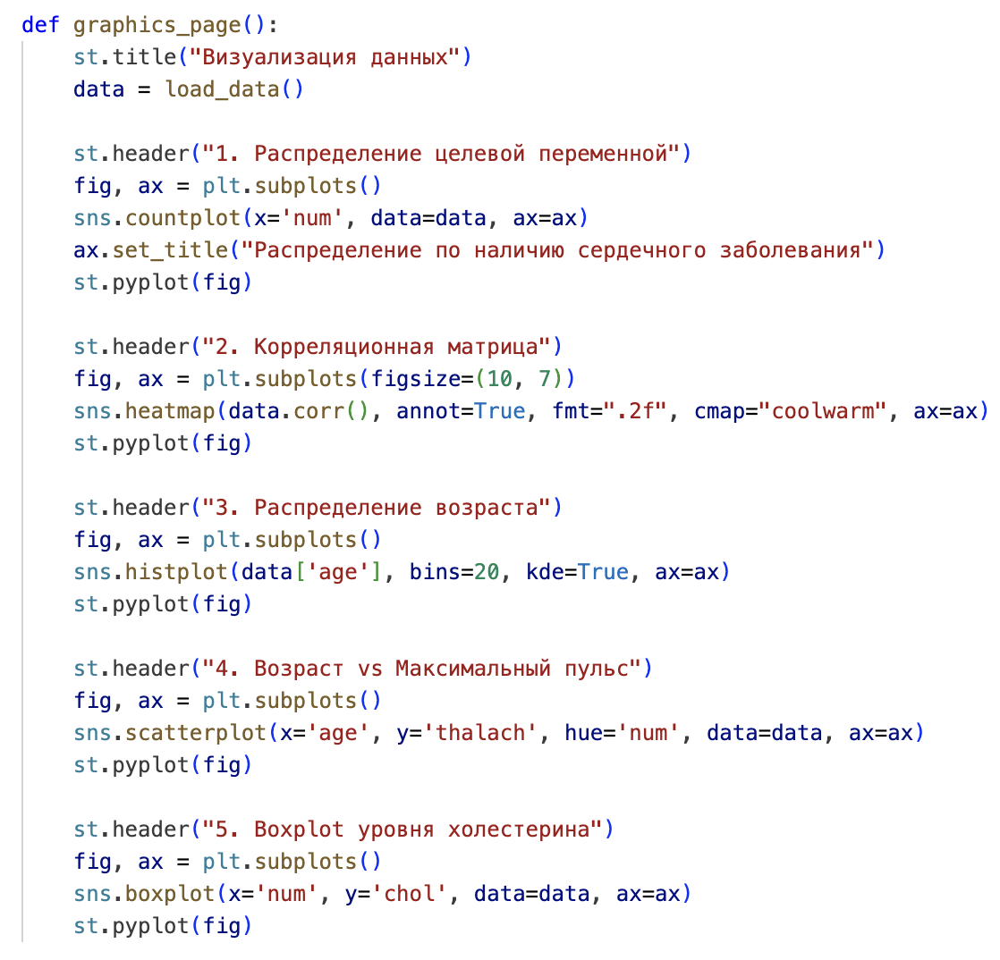 def graphics_page():
    st.title("Визуализация данных")
    data = load_data()

    st.header("1. Распределение целевой переменной")
    fig, ax = plt.subplots()
    sns.countplot(x='num', data=data, ax=ax)
    ax.set_title("Распределение по наличию сердечного заболевания")
    st.pyplot(fig)

    st.header("2. Корреляционная матрица")
    fig, ax = plt.subplots(figsize=(10, 7))
    sns.heatmap(data.corr(), annot=True, fmt=".2f", cmap="coolwarm", ax=ax)
    st.pyplot(fig)

    st.header("3. Распределение возраста")
    fig, ax = plt.subplots()
    sns.histplot(data['age'], bins=20, kde=True, ax=ax)
    st.pyplot(fig)

    st.header("4. Возраст vs Максимальный пульс")
    fig, ax = plt.subplots()
    sns.scatterplot(x='age', y='thalach', hue='num', data=data, ax=ax)
    st.pyplot(fig)

    st.header("5. Boxplot уровня холестерина")
    fig, ax = plt.subplots()
    sns.boxplot(x='num', y='chol', data=data, ax=ax)
    st.pyplot(fig)